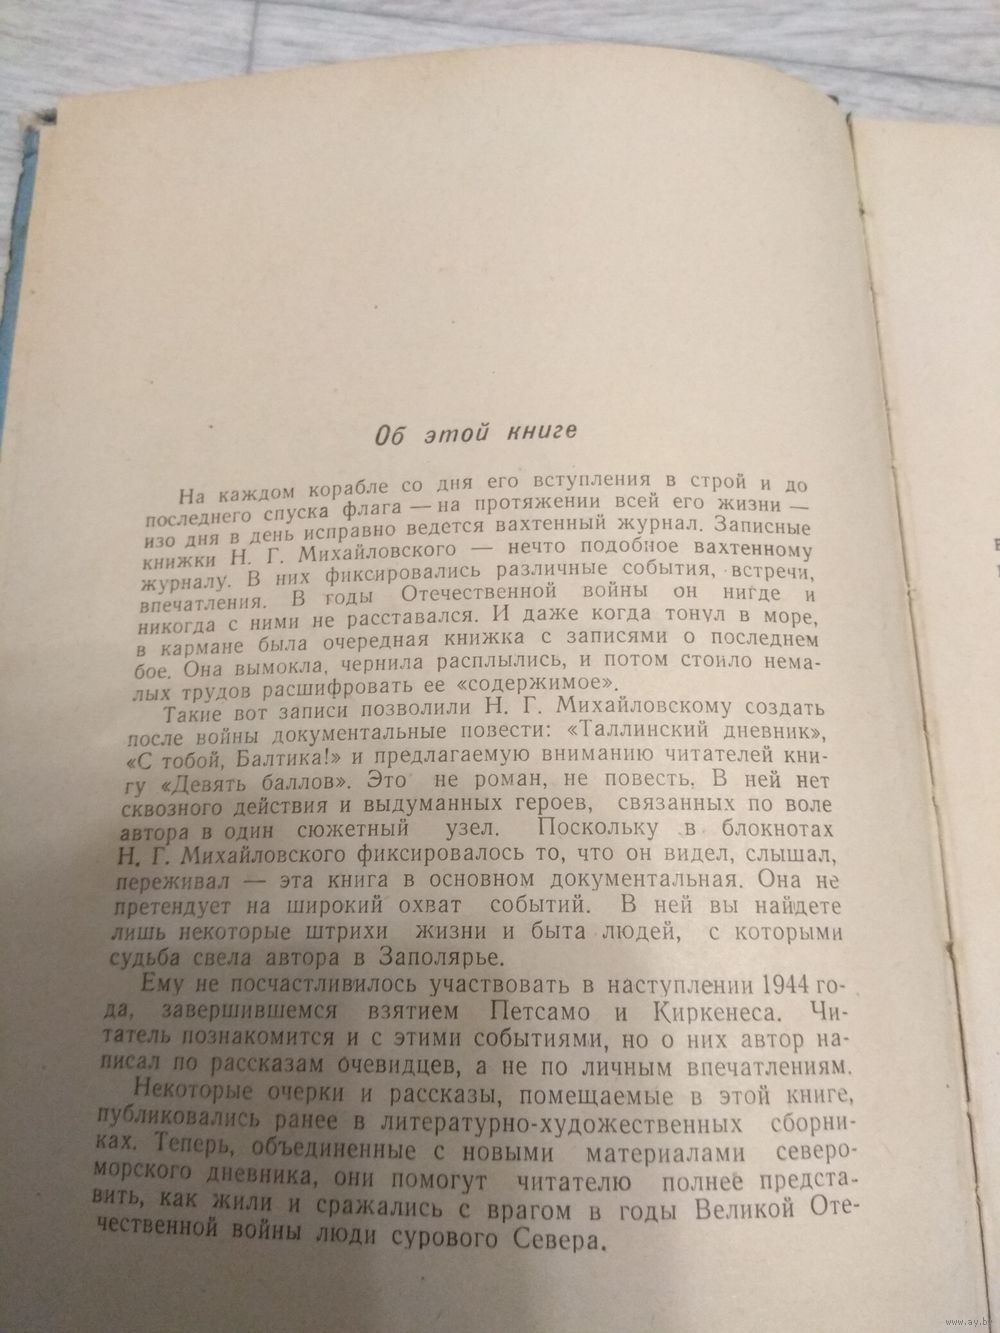 Об этой книге
На каждом корабле со дня его вступления в строй и до
последнего спуска флага — на протяжении всей его жизни —
изо дня в день исправно ведется вахтенный журнал. Записные
книжки Н. Г. Михайловского — нечто подобное вахтенному
журналу. В них фиксировались различные события, встречи,
впечатления. В годы Отечественной войны он нигде и
никогда с ними не расставался. И даже когда тонул в море,
в кармане была очередная книжка с записями о последнем
бое. Она вымокла, чернила расплылись, и потом стоило нема-
лых трудов расшифровать ее «содержимое».
Такие вот записи позволили Н. Г. Михайловскому создать
после войны документальные повести: «Таллинский дневник»,
«С тобой, Балтика!» и предлагаемую вниманию читателей кни-
гу «Девять баллов». Это не роман, не повесть. В ней нет
сквозного действия и выдуманных героев, связанных по воле
автора в один сюжетный узел. Поскольку в блокнотах
Н. Г. Михайловского фиксировалось то, что он видел, слышал,
переживал — эта книга в основном документальная. Она не
претендует на широкий охват событий. В ней вы найдете
лишь некоторые штрихи жизни и быта людей, с которыми
судьба свела автора в Заполярье.
Ему не посчастливилось участвовать в наступлении 1944 го-
да, завершившемся взятием Петсамо и Киркенеса. Чи-
татель познакомится и с этими событиями, но о них автор на-
писал по рассказам очевидцев, а не по личным впечатлениям.
Некоторые очерки и рассказы, помещаемые в этой книге,
публиковались ранее в литературно-художественных сборни-
ках. Теперь, объединенные с новыми материалами северо-
морского дневника, они помогут читателю полнее предста-
вить, как жили и сражались с врагом в годы Великой Оте-
чественной войны люди сурового Севера.
www.ay.by